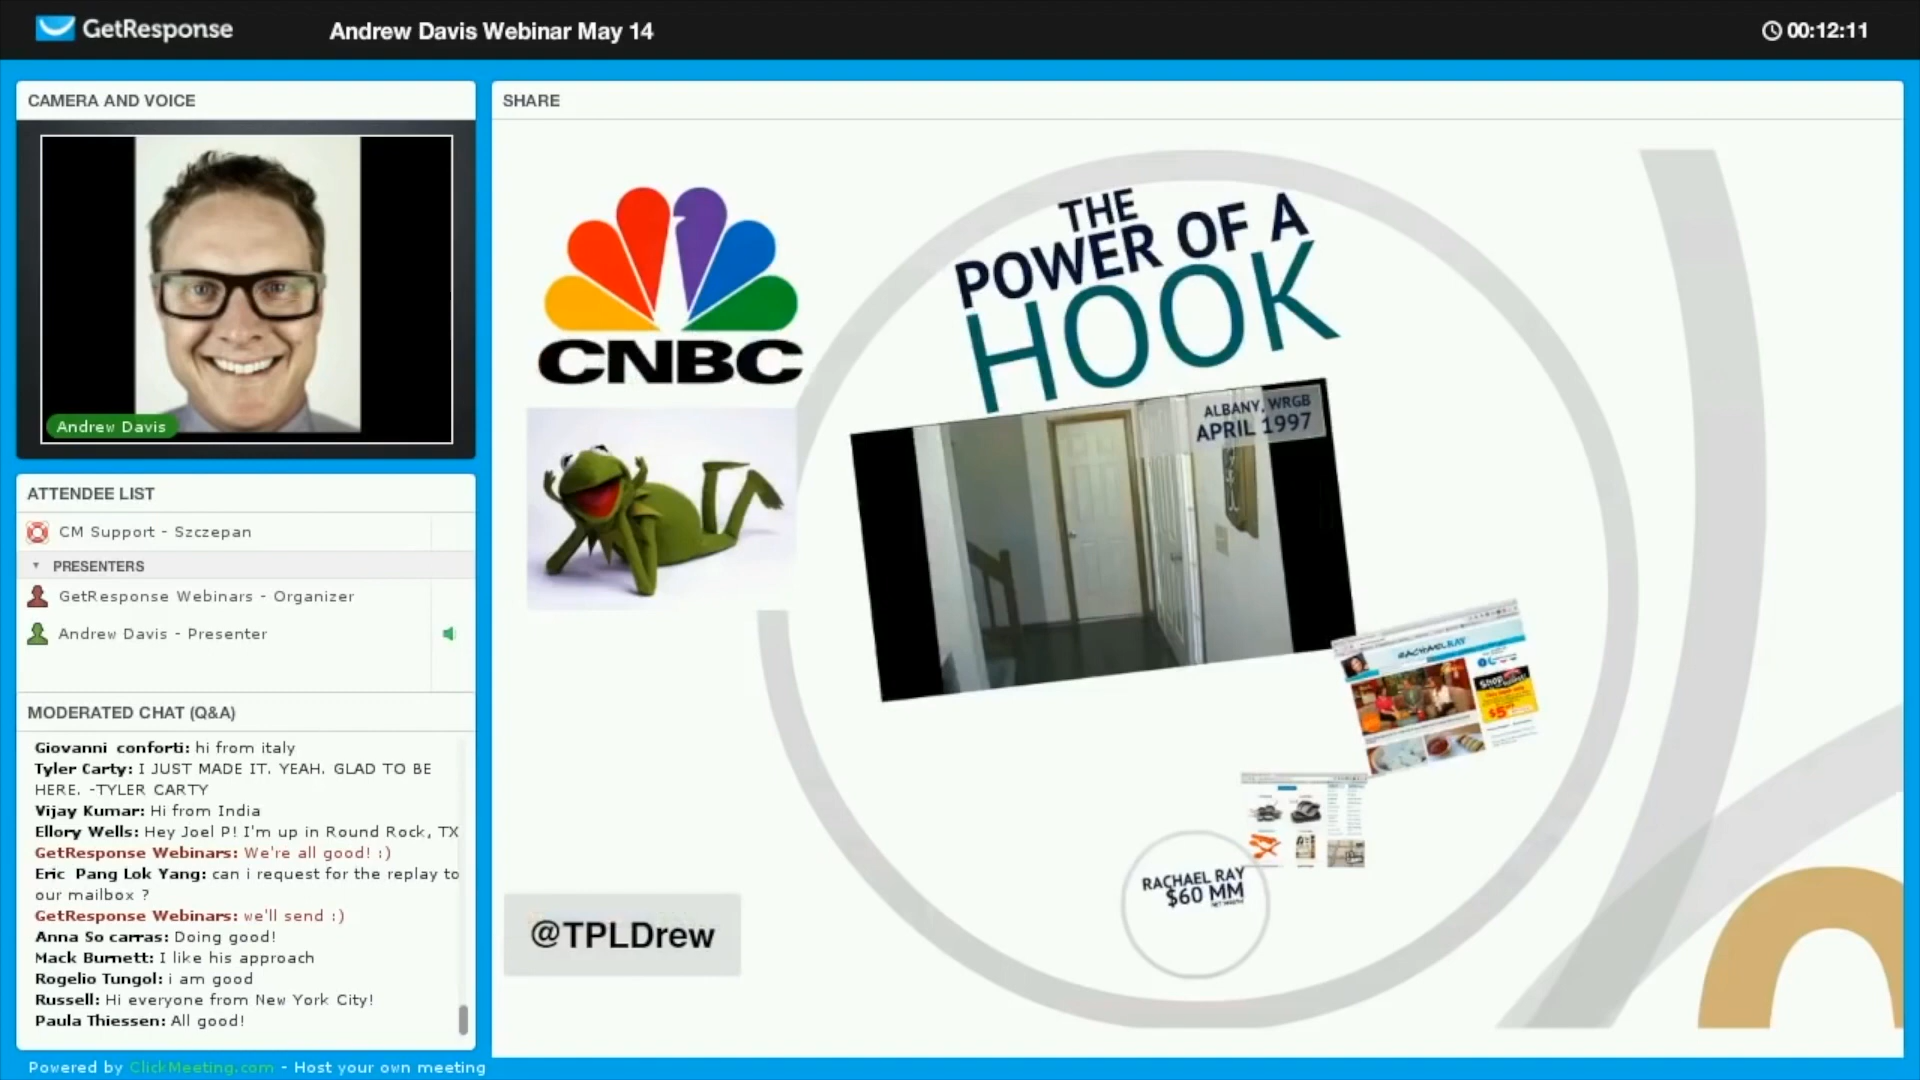 GetResponse
Andrew Davis Webinar May 14
00:12:11
CAMERA AND VOICE
Andrew Davis
ATTENDEE LIST
CM Support - Szczepan
PRESENTERS
GetResponse Webinars - Organizer
Andrew Davis - Presenter
MODERATED CHAT (Q&A)
Giovanni conforti: hi from italy
Tyler Carty: I JUST MADE IT. YEAH. GLAD TO BE
HERE. -TYLER CARTY
Vijay Kumar: Hi from India
Ellory Wells: Hey Joel P! I'm up in Round Rock, TX
GetResponse Webinars: We're all good! :)
Eric Pang Lok Yang: can i request for the replay to
our mailbox ?
GetResponse Webinars: we'll send :)
Anna So carras: Doing good!
Mack Burnett: I like his approach
Rogelio Tungol: i am good
Russell: Hi everyone from New York City!
Paula Thiessen: All good!
Powered by ClickMeeting.com - Host your own meeting
SHARE
CNBC
THE
POWER OF A
HOOK
ALBANY, WRGB
APRIL 1997
RACHAEL RAY
Shop
$5
RACHAEL RAY
$60 MM
NET WORTH
@TPLDrew